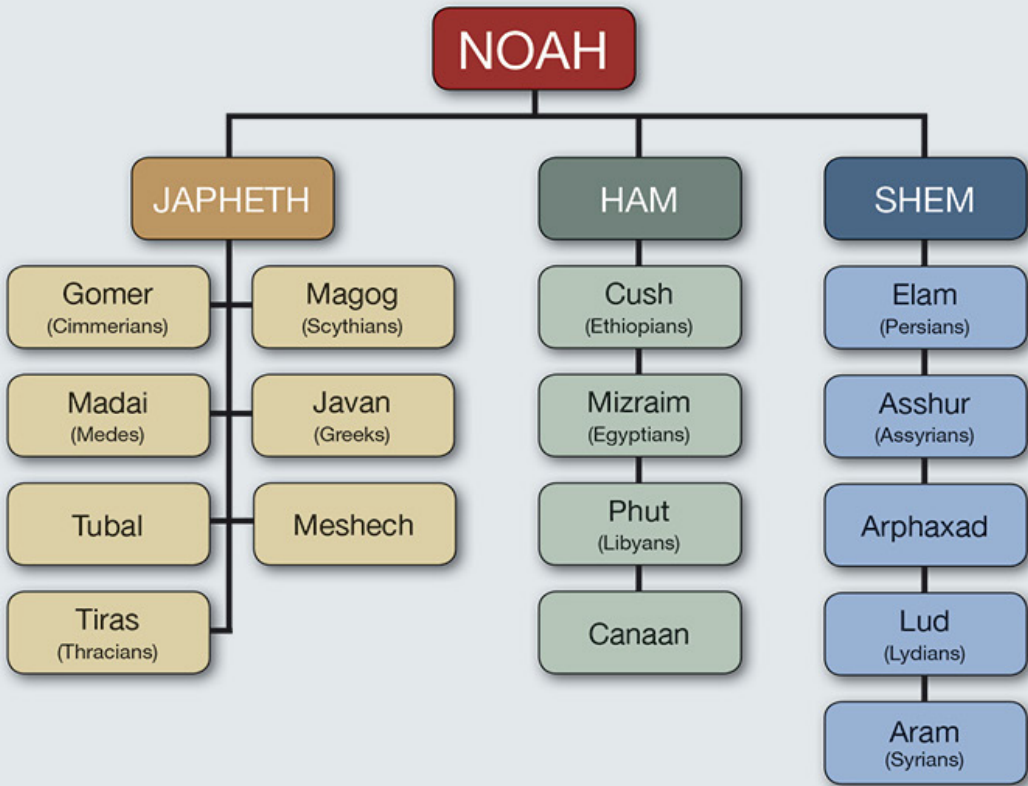 NOAH
JAPHETH
HAM
SHEM
Gomer
(Cimmerians)
Magog
(Scythians)
Madai
(Medes)
Javan
(Greeks)
Tubal
Meshech
Tiras
(Thracians)
Cush
(Ethiopians)
Mizraim
(Egyptians)
Phut
(Libyans)
Canaan
Elam
(Persians)
Asshur
(Assyrians)
Arphaxad
Lud
(Lydians)
Aram
(Syrians)